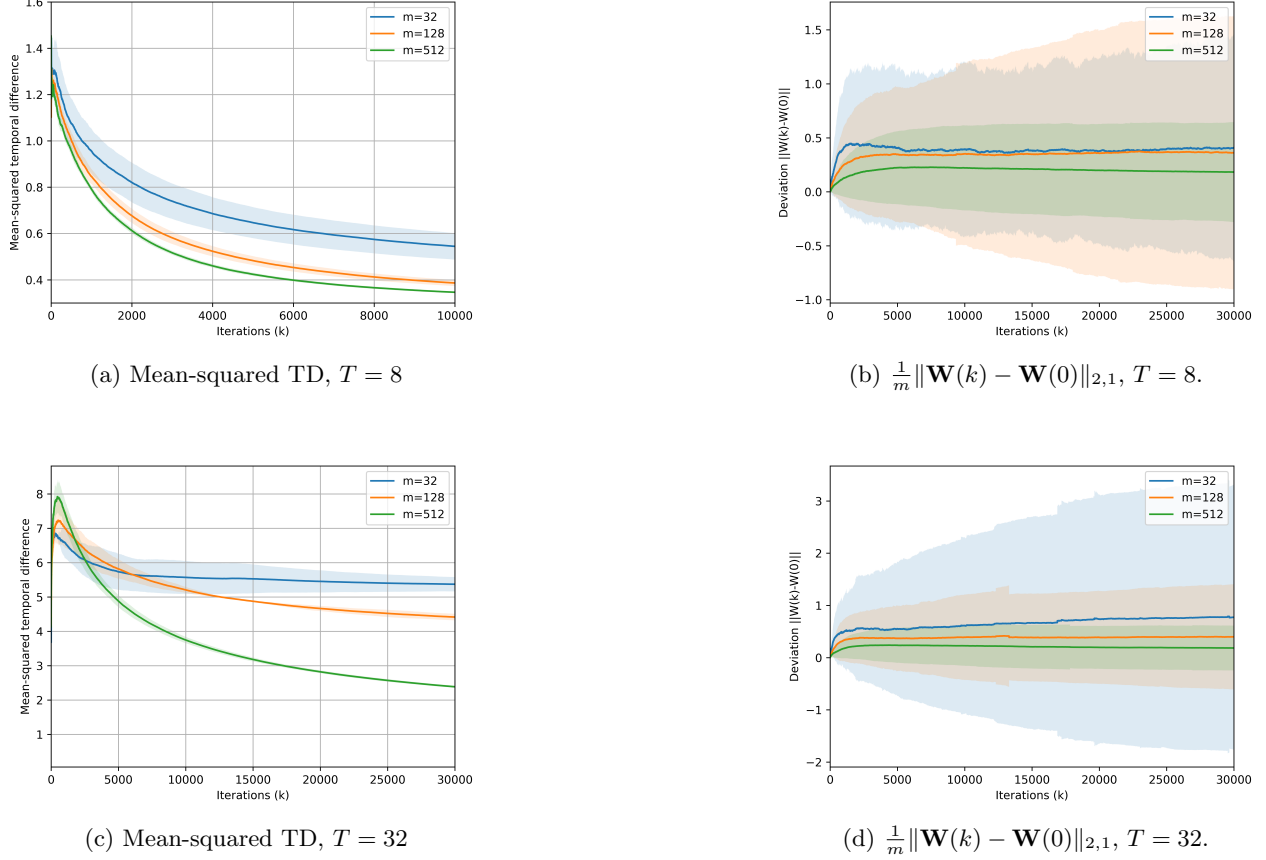 1.6
1.4
1.2
1.0
0.8
0.6
0.4
Mean-squared temporal difference
m=32
m=128
m=512
0 2000 4000 6000 8000 10000
Iterations (k)
(a) Mean-squared TD, T = 8
1.5
1.0
0.5
0.0
−0.5
−1.0
Deviation ||W(k)-W(0)||
m=32
m=128
m=512
0 5000 10000 15000 20000 25000 30000
Iterations (k)
(b) 1/m ‖W(k) − W(0)‖2,1, T = 8.
8
7
6
5
4
3
2
1
Mean-squared temporal difference
m=32
m=128
m=512
0 5000 10000 15000 20000 25000 30000
Iterations (k)
(c) Mean-squared TD, T = 32
3
2
1
0
−1
−2
Deviation ||W(k)-W(0)||
m=32
m=128
m=512
0 5000 10000 15000 20000 25000 30000
Iterations (k)
(d) 1/m ‖W(k) − W(0)‖2,1, T = 32.